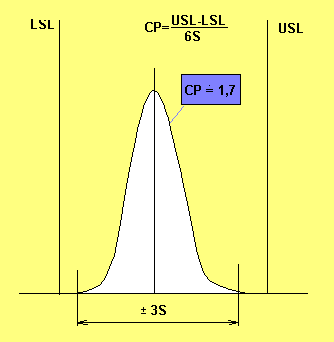 LSL
CP=USL-LSL
6S
USL
CP = 1,7
± 3S